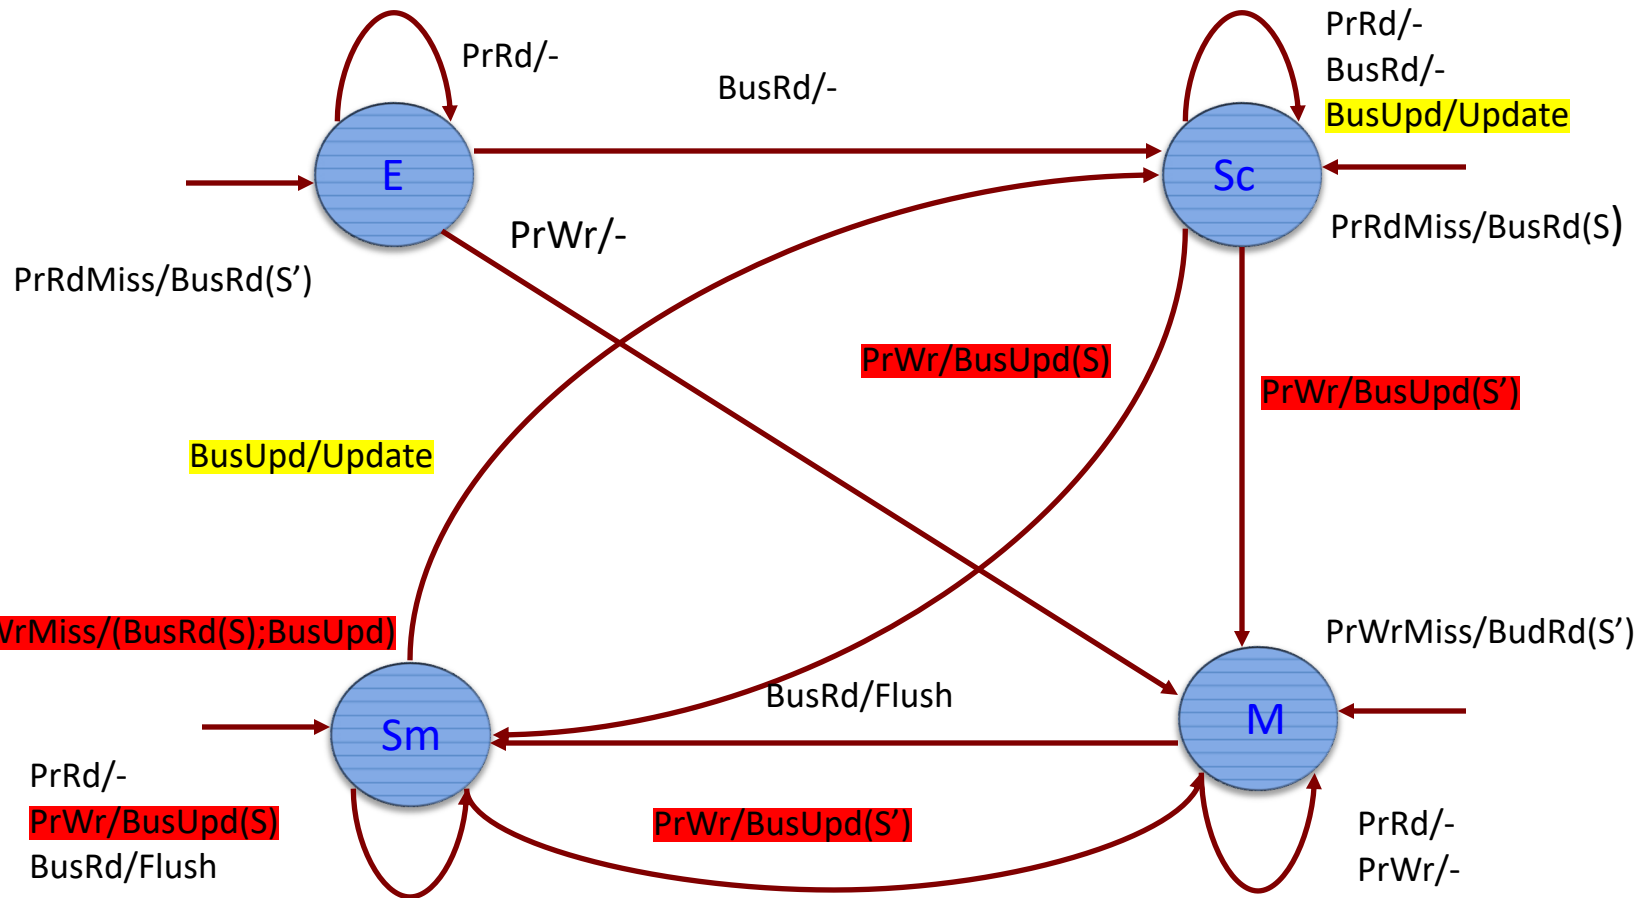 PrRd/-
BusRd/-
PrRd/-
BusRd/-
BusUpd/Update
E
Sc
PrWr/-
PrRdMiss/BusRd(S)
PrRdMiss/BusRd(S’)
PrWr/BusUpd(S)
PrWr/BusUpd(S’)
BusUpd/Update
WrMiss/(BusRd(S);BusUpd)
PrWrMiss/BudRd(S’)
BusRd/Flush
Sm
M
PrRd/-
PrWr/BusUpd(S)
BusRd/Flush
PrWr/BusUpd(S’)
PrRd/-
PrWr/-